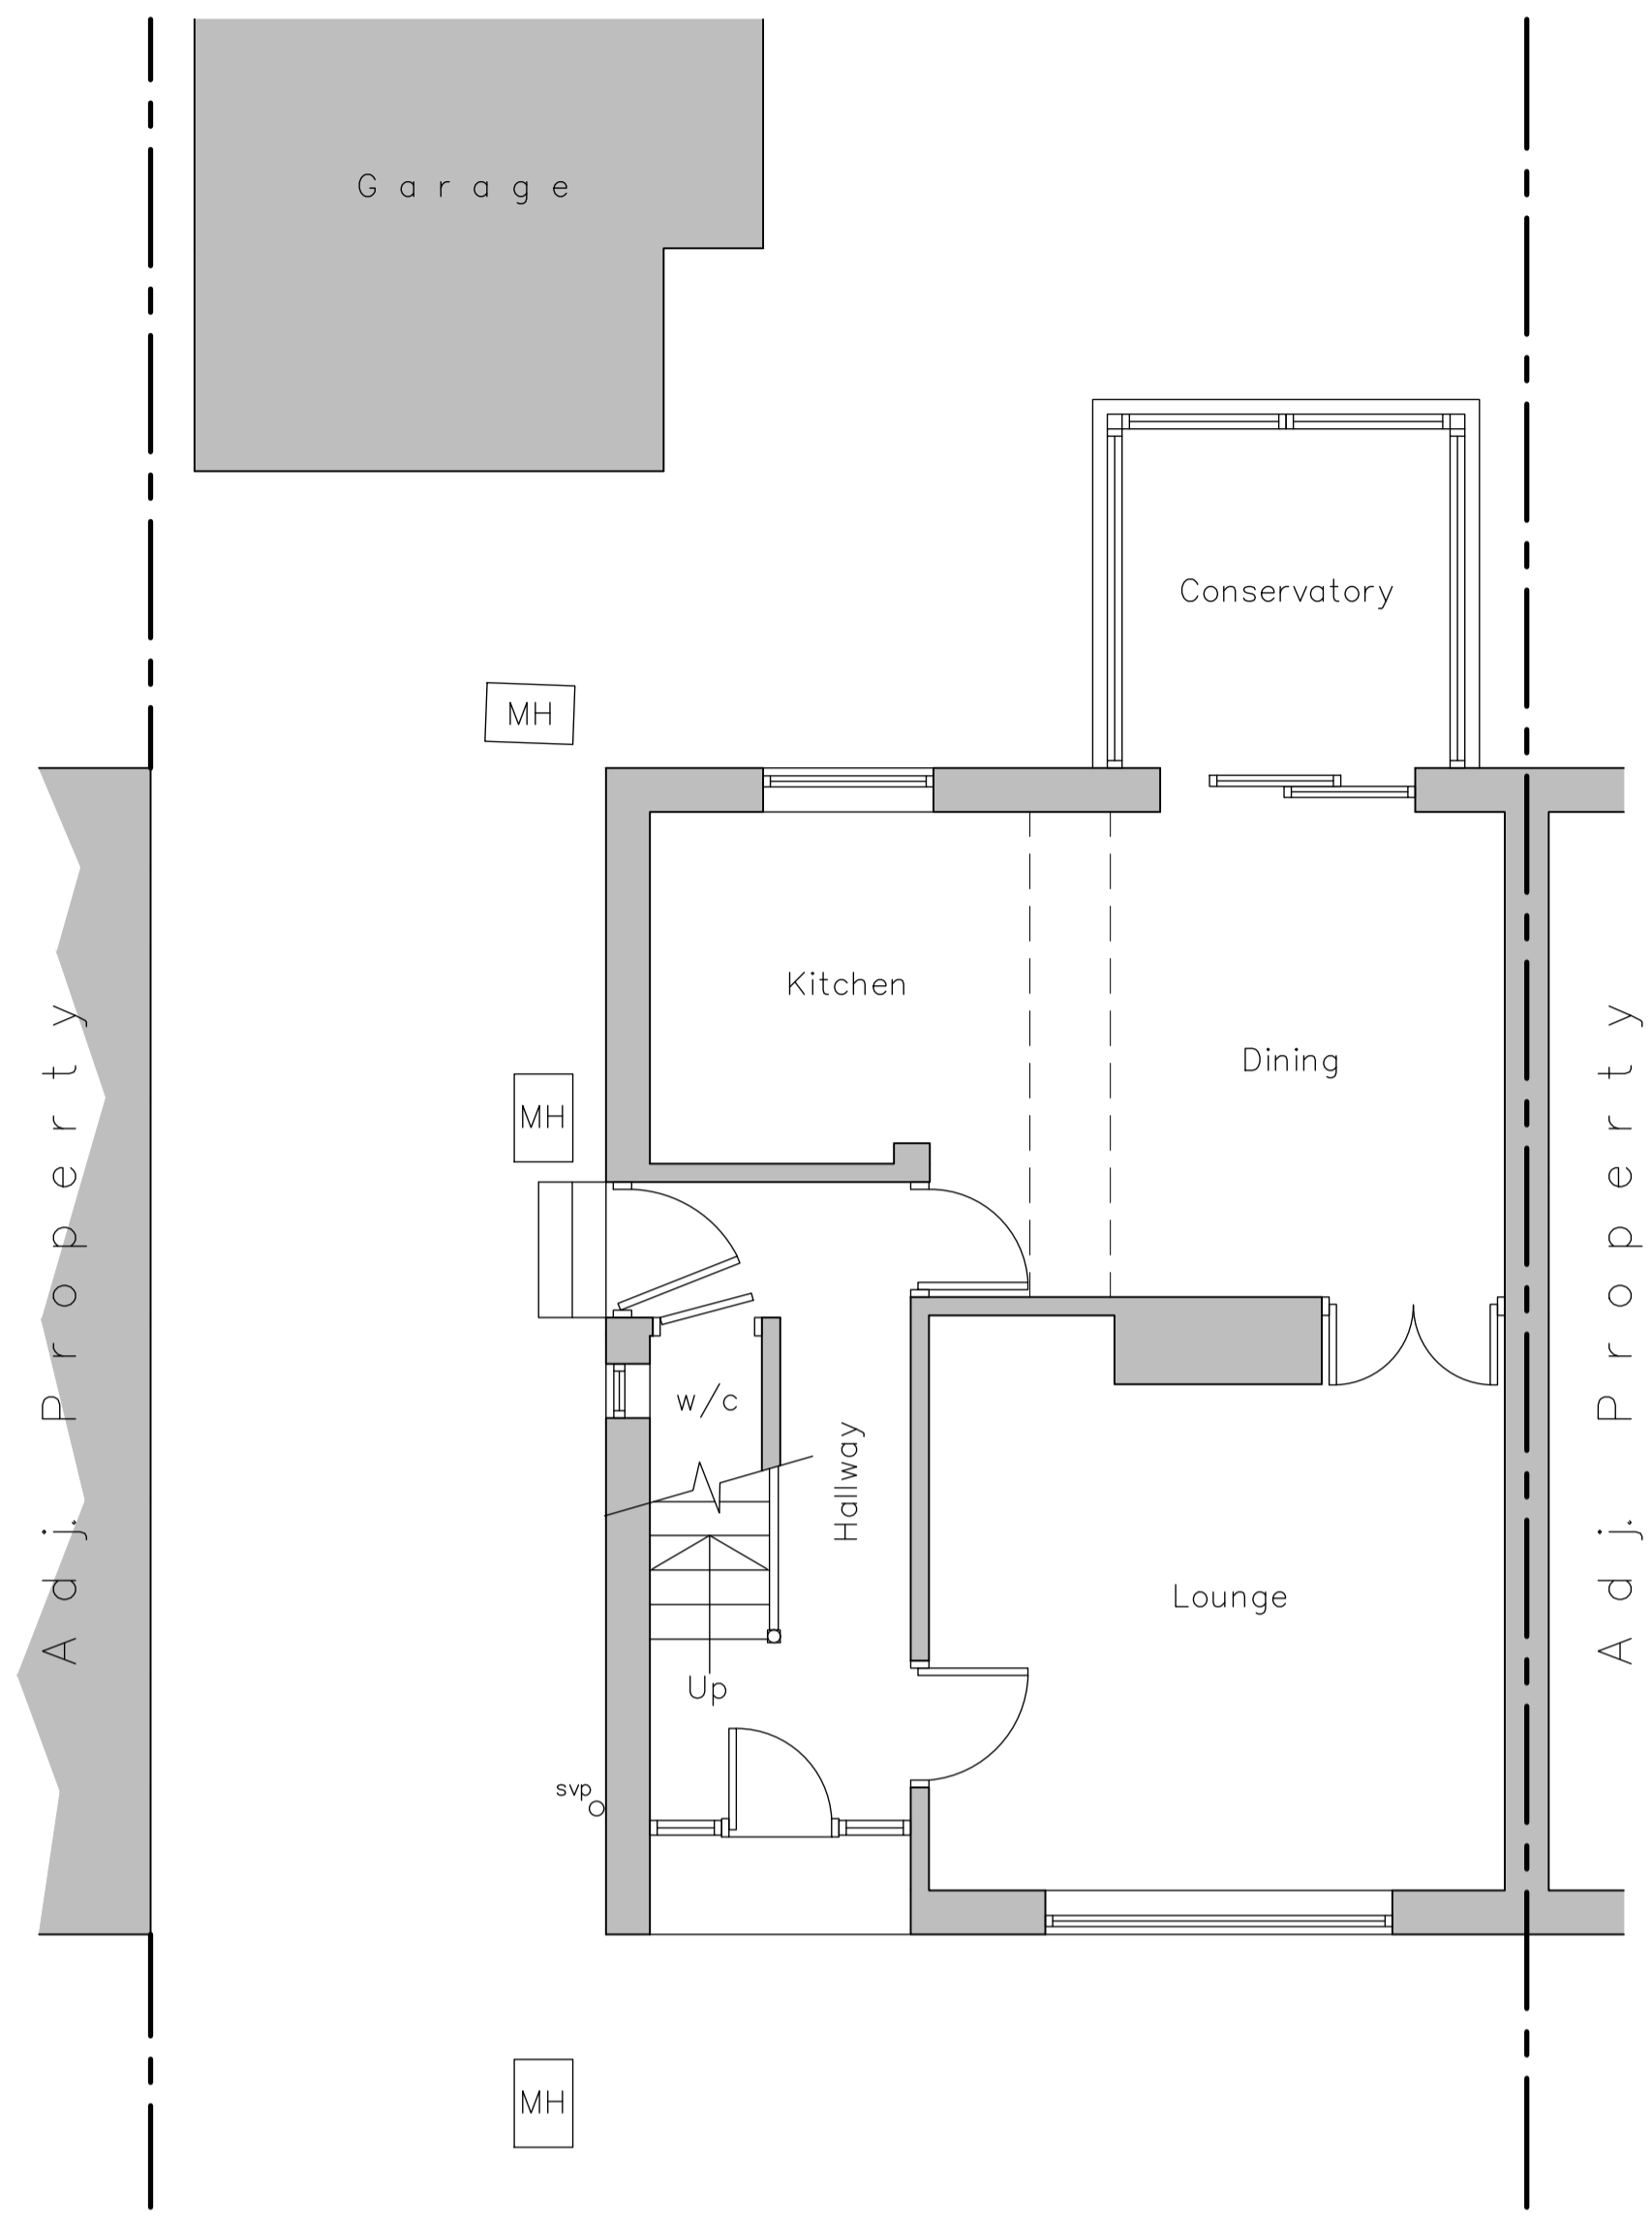 Garage
Conservatory
MH
Kitchen
Dining
MH
Adj. Property
Adj. Property
w/c
Hallway
Lounge
Up
svp
MH